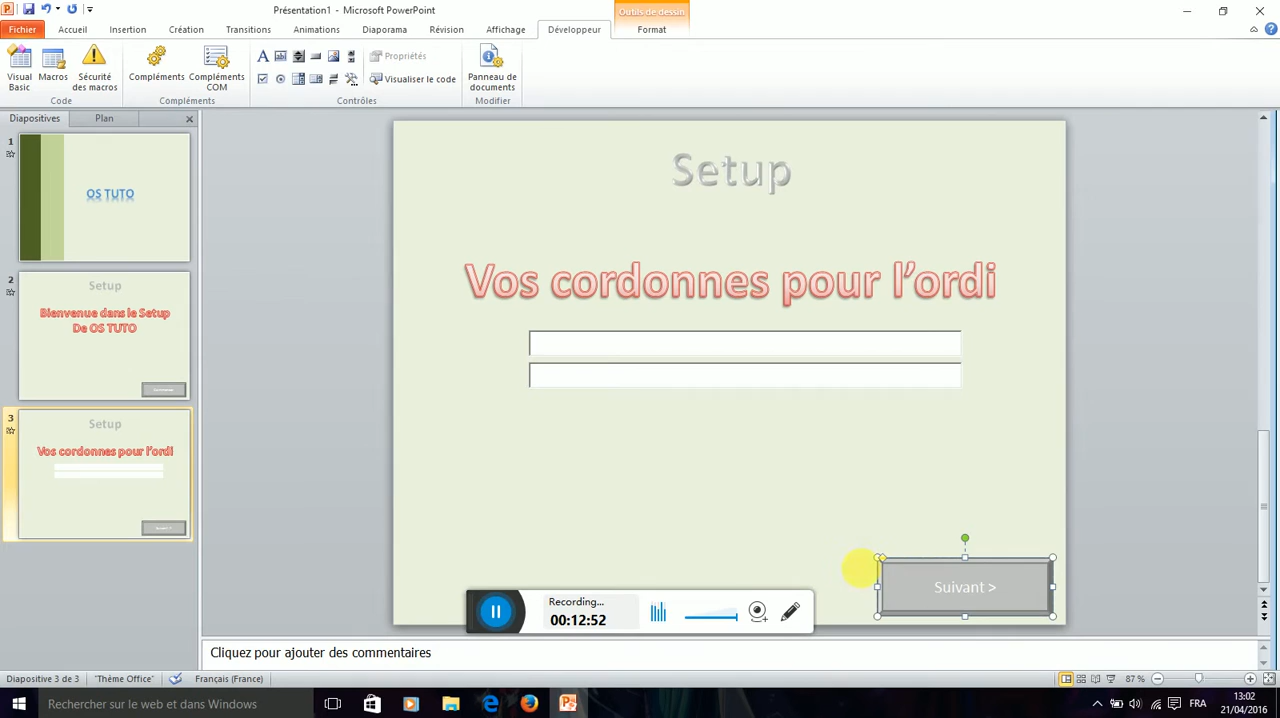 Présentation1 - Microsoft PowerPoint
Outils de dessin
Fichier Accueil Insertion Création Transitions Animations Diaporama Révision Affichage Développeur Format
Visual Basic
Macros
Sécurité des macros
Code
Compléments
Compléments COM
Compléments
Propriétés
Visualiser le code
Contrôles
Panneau de documents
Modifier
Diapositives Plan
1
OS TUTO
2
Setup
Bienvenue dans le Setup
De OS TUTO
3
Setup
Vos cordonnes pour l'ordi
Setup
Vos cordonnes pour l'ordi
Suivant >
Recording...
00:12:52
Cliquez pour ajouter des commentaires
Diapositive 3 de 3 "Thème Office" Français (France) 87 %
Rechercher sur le web et dans Windows
FRA
13:02
21/04/2016